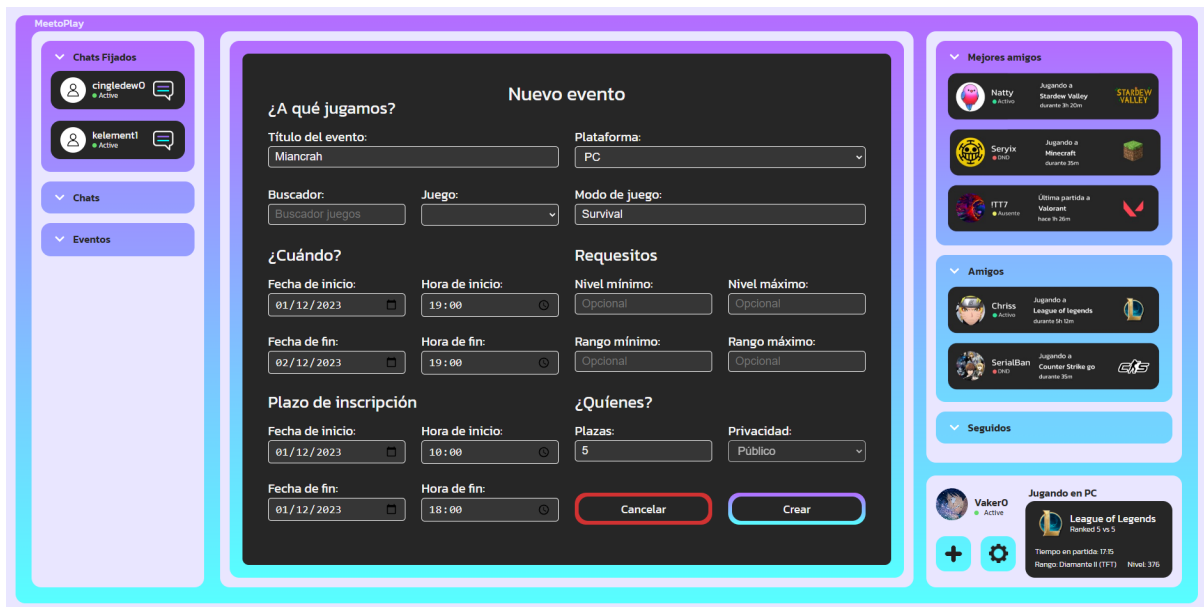 MeetoPlay
Chats Fijados
cingledew0
Active
kelement1
Active
Chats
Eventos
Nuevo evento
¿A qué jugamos?
Título del evento:
Plataforma:
Miancrah
PC
Buscador:
Juego:
Modo de juego:
Buscador juegos
Survival
¿Cuándo?
Requesitos
Fecha de inicio:
Hora de inicio:
Nivel mínimo:
Nivel máximo:
01/12/2023
19:00
Opcional
Opcional
Fecha de fin:
Hora de fin:
Rango mínimo:
Rango máximo:
02/12/2023
19:00
Opcional
Opcional
Plazo de inscripción
¿Quíenes?
Fecha de inicio:
Hora de inicio:
Plazas:
Privacidad:
01/12/2023
10:00
5
Público
Fecha de fin:
Hora de fin:
01/12/2023
18:00
Cancelar
Crear
Mejores amigos
Natty
Activo
Jugando a
Stardew Valley
durante 3h 20m
STARDEW
VALLEY
Seryix
DND
Jugando a
Minecraft
durante 35m
!TT7
Ausente
Última partida a
Valorant
hace 1h 26m
Amigos
Chriss
Activo
Jugando a
League of legends
durante 5h 12m
SerialBan
DND
Jugando a
Counter Strike go
durante 35m
Seguidos
Vaker0
Active
Jugando en PC
League of Legends
Ranked 5 vs 5
Tiempo en partida: 17:15
Rango: Diamante II (TFT)
Nivel: 376